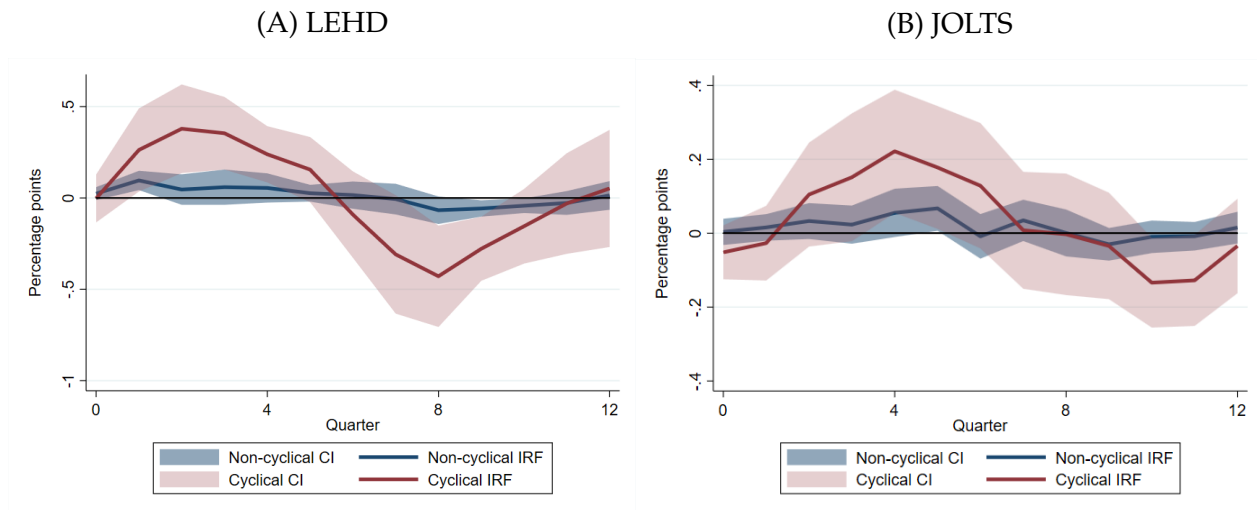 (A) LEHD
(B) JOLTS
Percentage points
.5
0
-.5
-1
0 4 8 12
Quarter
Non-cyclical CI Non-cyclical IRF
Cyclical CI Cyclical IRF
Percentage points
.4
.2
0
-.2
-.4
0 4 8 12
Quarter
Non-cyclical CI Non-cyclical IRF
Cyclical CI Cyclical IRF